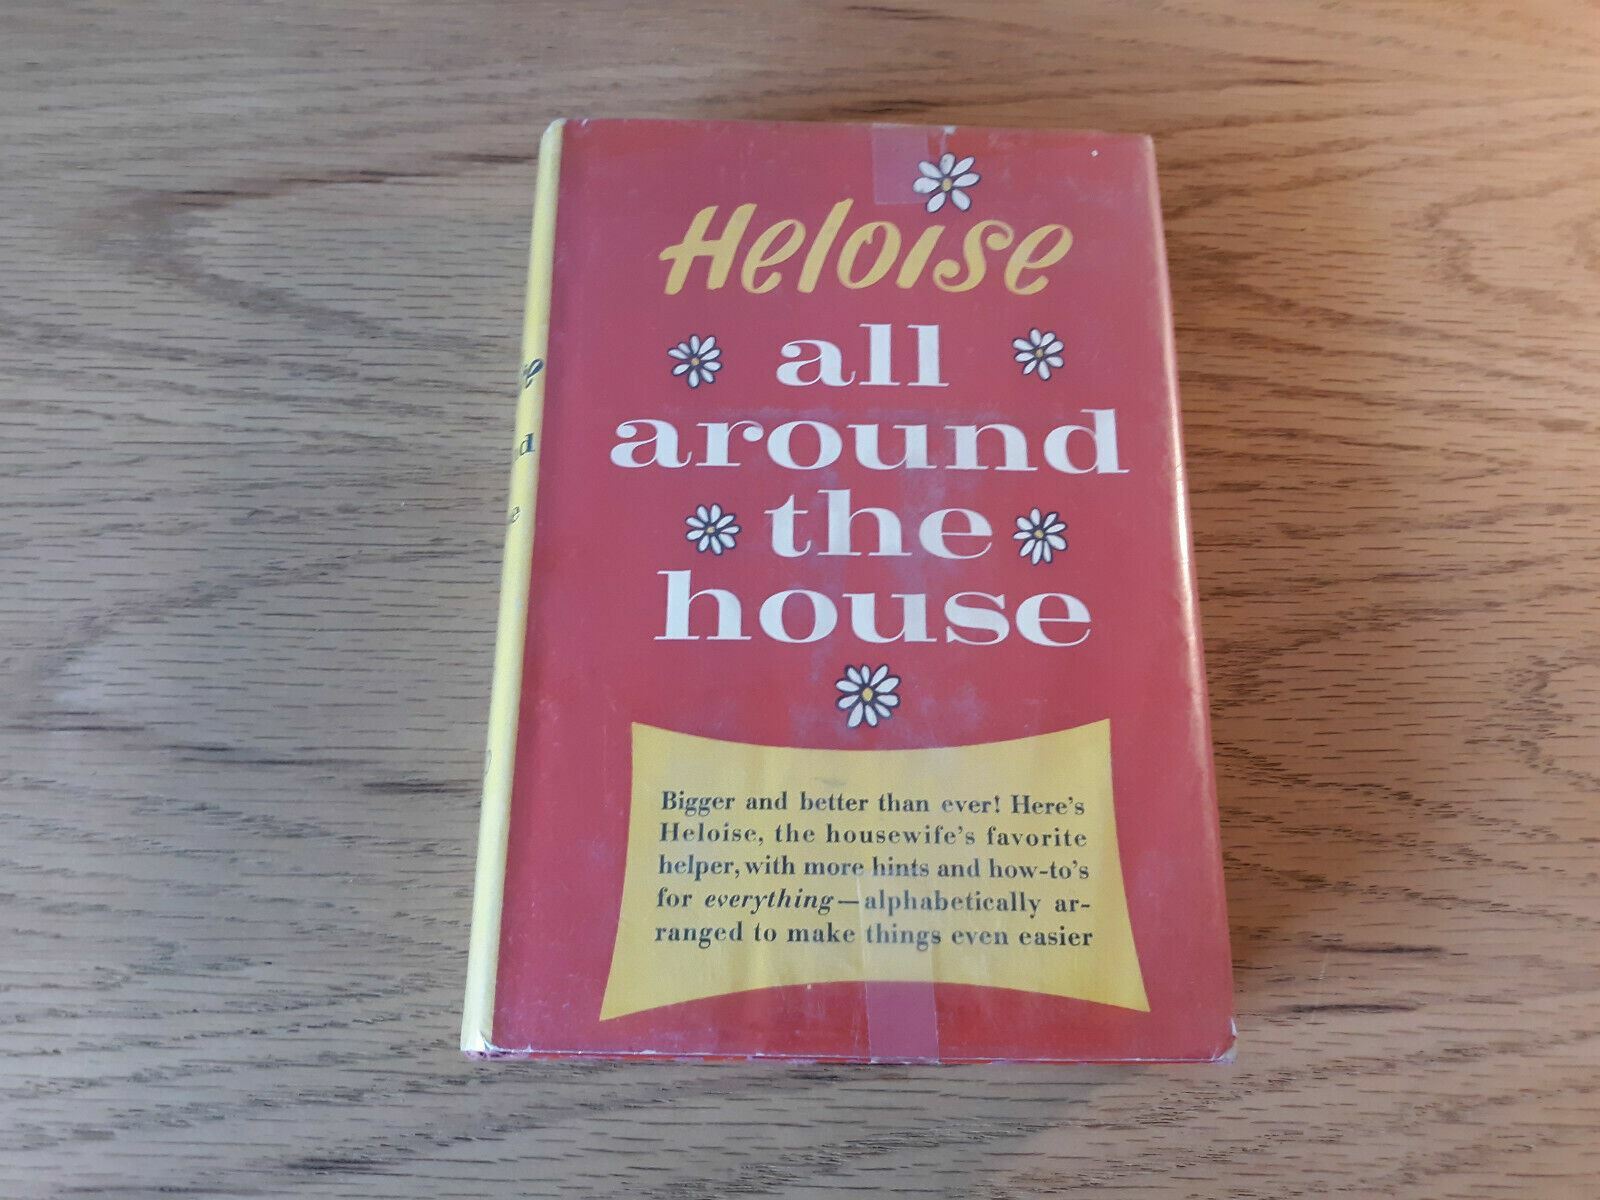 Heloise
all
around
the
house
Bigger and better than ever! Here's
Heloise, the housewife's favorite
helper, with more hints and how-to's
for everything—alphabetically ar-
ranged to make things even easier